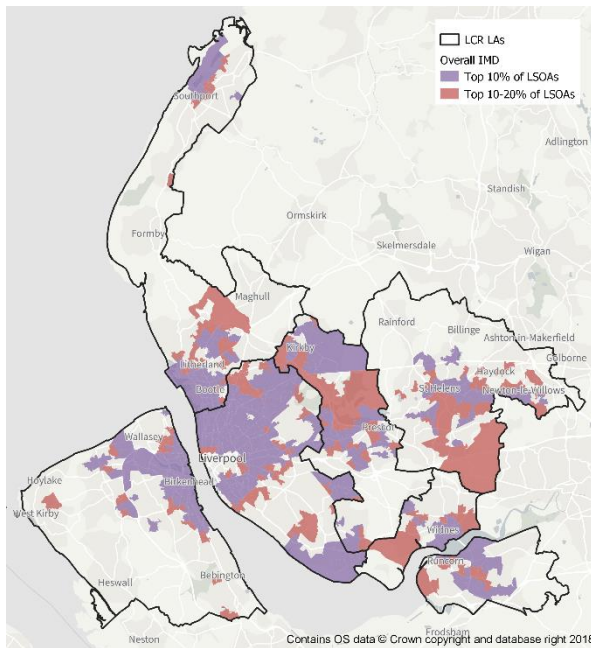 LCR LAs
Overall IMD
Top 10% of LSOAs
Top 10-20% of LSOAs
Southport
Adlington
Standish
Ormskirk
Formby
Skelmersdale
Wigan
Maghull
Rainford
Billinge
Ashton-in-Makerfield
Kirkby
Golborne
Litherland
Haydock
Bootle
St Helens
Newton-le-Willows
Prescot
Wallasey
Liverpool
Hoylake
Birkenhead
West Kirby
Widnes
Runcorn
Heswall
Bebington
Neston
Frodsham
Contains OS data © Crown copyright and database right 2018